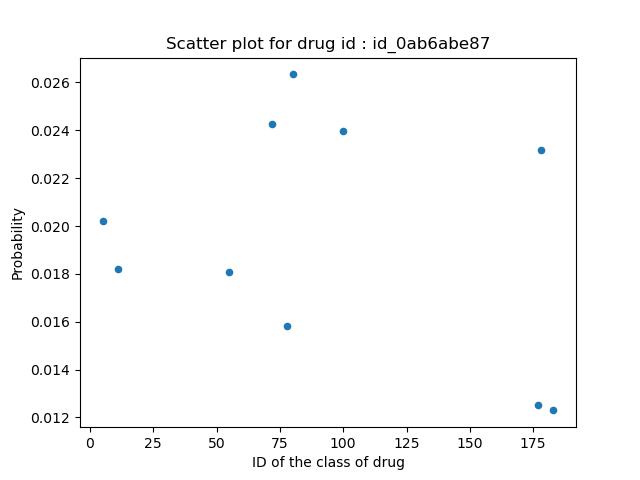 Scatter plot for drug id : id_0ab6abe87
0.026
0.024
0.022
0.020
0.018
0.016
0.014
0.012
Probability
0 25 50 75 100 125 150 175
ID of the class of drug